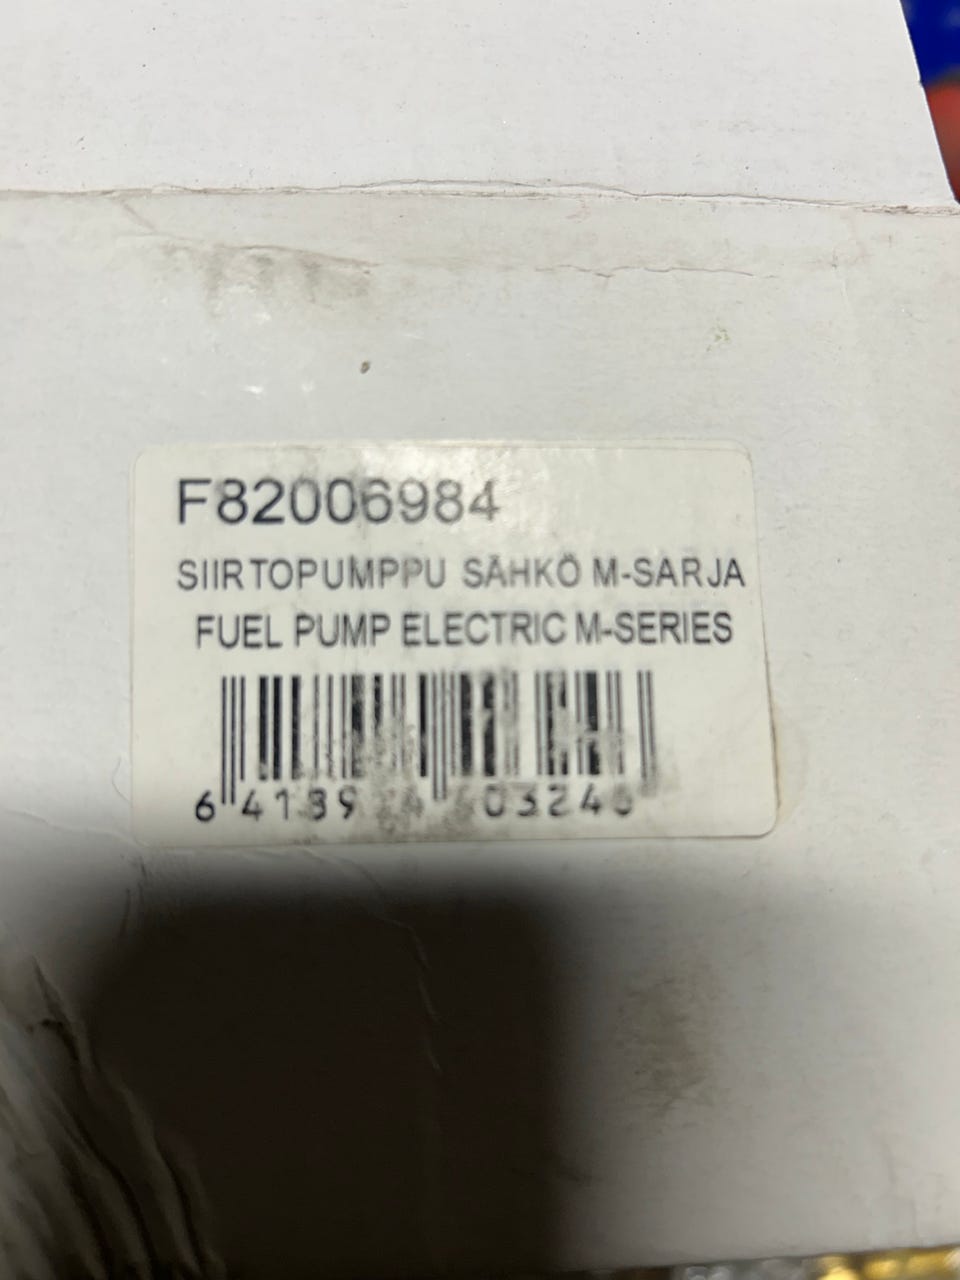 F82006984
SIIRTOPUMPPU SÄHKÖ M-SARJA
FUEL PUMP ELECTRIC M-SERIES